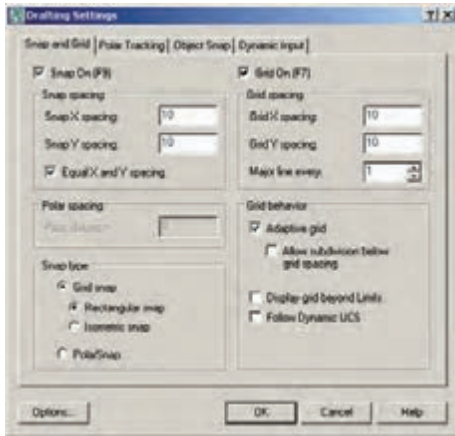 Drafting Settings
Snap and Grid Polar Tracking Object Snap Dynamic Input
Snap On (F9)
Snap spacing
Snap X spacing: 10
Snap Y spacing: 10
Equal X and Y spacing
Polar spacing
Snap type
Grid snap
Rectangular snap
Isometric snap
PolarSnap
Grid On (F7)
Grid spacing
Grid X spacing: 10
Grid Y spacing: 10
Major line every: 1
Grid behavior
Adaptive grid
Allow subdivision below
grid spacing
Display grid beyond Limits
Follow Dynamic UCS
Options... OK Cancel Help